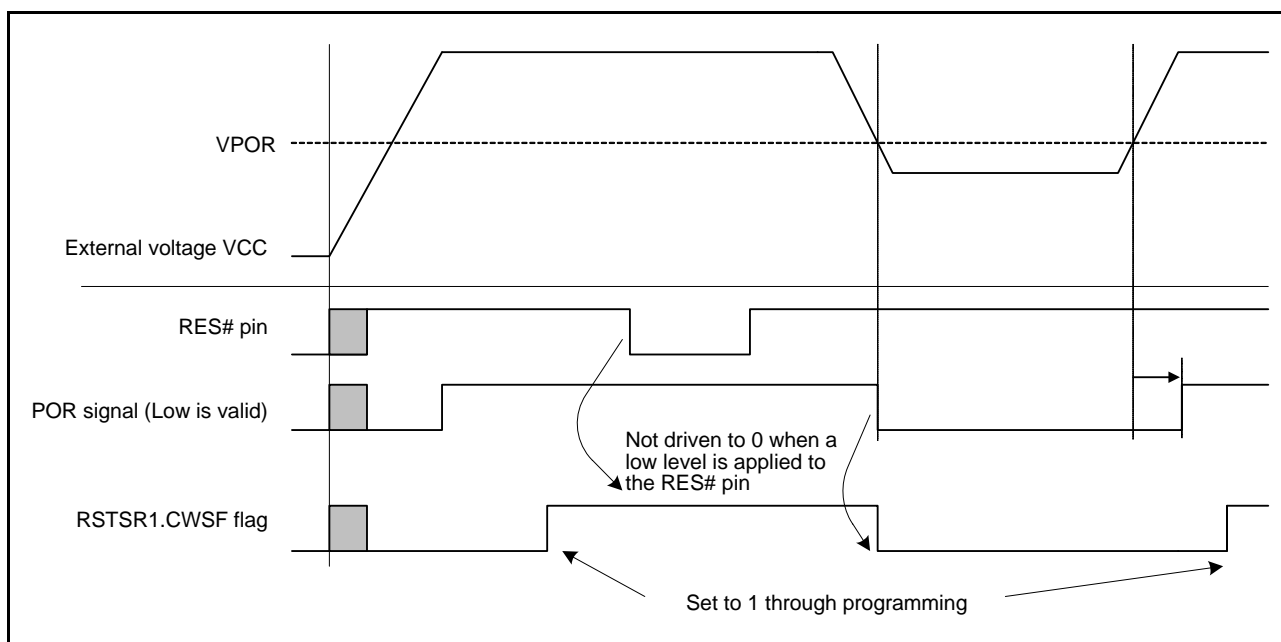 VPOR
External voltage VCC
RES# pin
POR signal (Low is valid)
Not driven to 0 when a
low level is applied to
the RES# pin
RSTSR1.CWSF flag
Set to 1 through programming